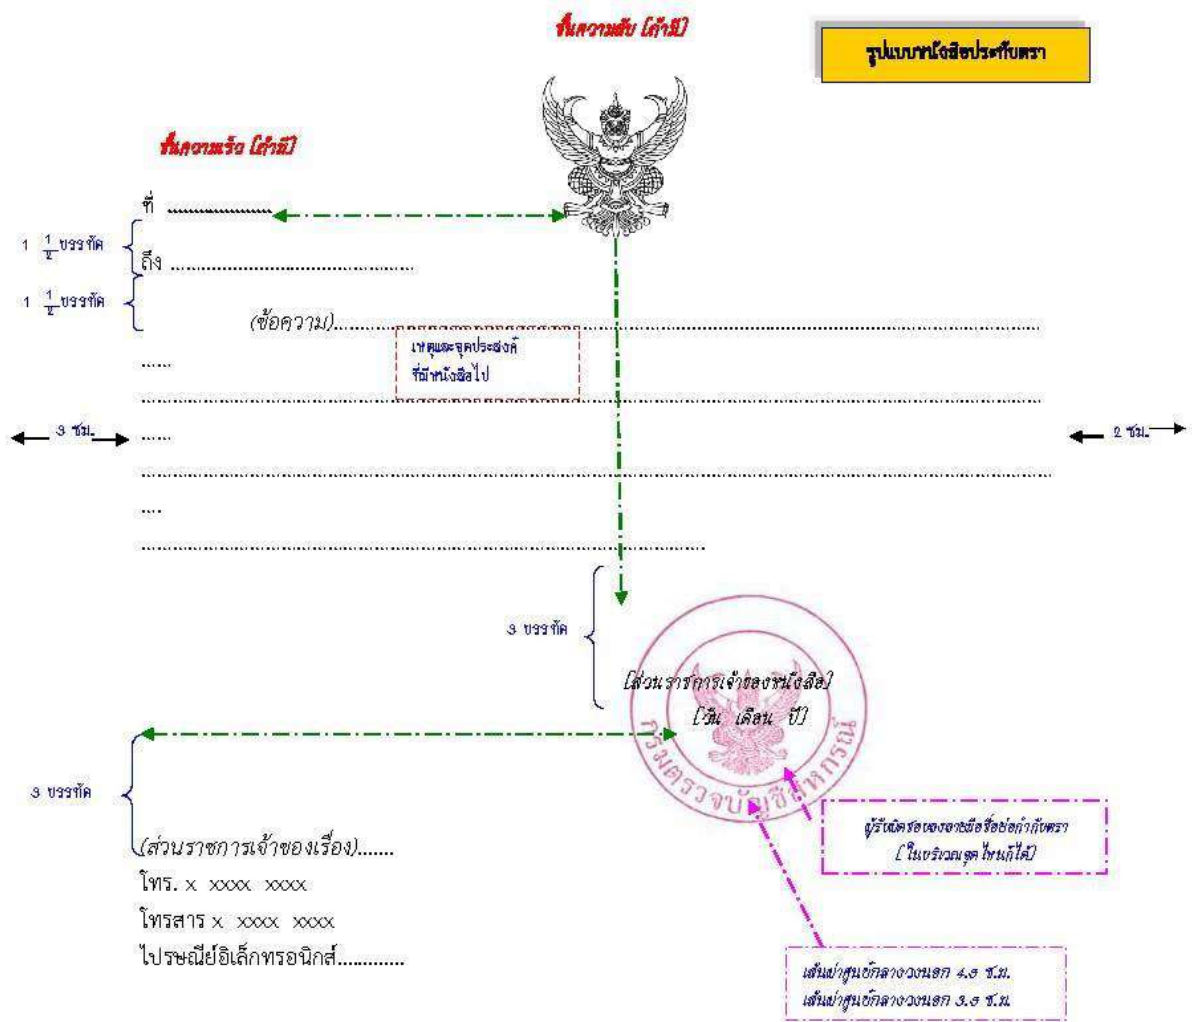 ชั้นความลับ (ถ้ามี)
รูปแบบหนังสือประทับตรา
ชั้นความเร็ว (ถ้ามี)
ที่ ........................
1 1/2 บรรทัด
ถึง ..................................................
1 1/2 บรรทัด
(ข้อความ)....................................................................................
เหตุและจุดประสงค์
ที่มีหนังสือไป
......
3 ซม.
......
2 ซม.
....
3 บรรทัด
(ส่วนราชการเจ้าของหนังสือ)
(วัน เดือน ปี)
กรมตรวจบัญชีสหกรณ์
3 บรรทัด
ผู้รับผิดชอบลงลายมือชื่อย่อกำกับตรา
( ในบริเวณจุดไหนก็ได้)
(ส่วนราชการเจ้าของเรื่อง).......
โทร. x xxxx xxxx
โทรสาร x xxxx xxxx
ไปรษณีย์อิเล็กทรอนิกส์.............
เส้นผ่าศูนย์กลางวงนอก 4.5 ซ.ม.
เส้นผ่าศูนย์กลางวงนอก 3.5 ซ.ม.